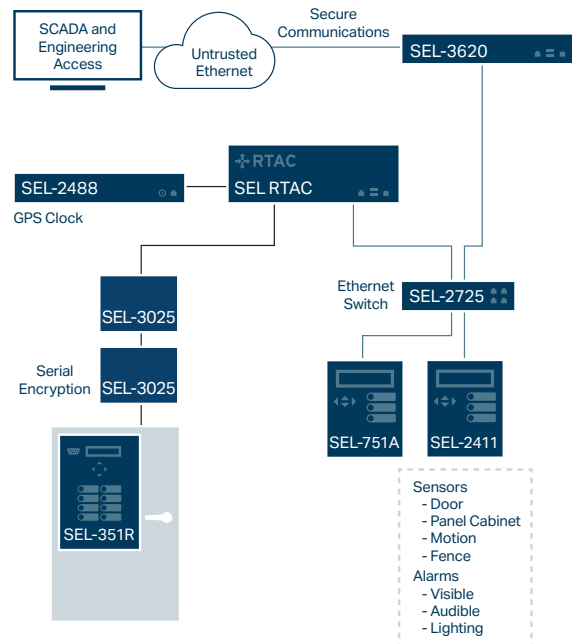 SCADA and
Engineering
Access
Untrusted
Ethernet
Secure
Communications
SEL-3620
RTAC
SEL RTAC
SEL-2488
GPS Clock
Ethernet
Switch
SEL-2725
SEL-3025
Serial
Encryption
SEL-3025
SEL-751A
SEL-2411
SEL-351R
Sensors
- Door
- Panel Cabinet
- Motion
- Fence
Alarms
- Visible
- Audible
- Lighting